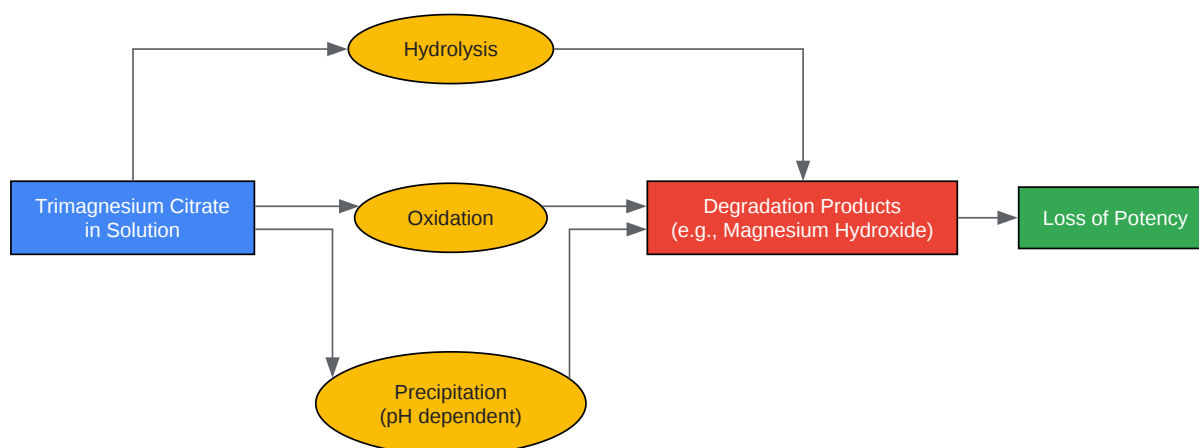 Hydrolysis
Trimagnesium Citrate
in Solution
Oxidation
Degradation Products
(e.g., Magnesium Hydroxide)
Loss of Potency
Precipitation
(pH dependent)